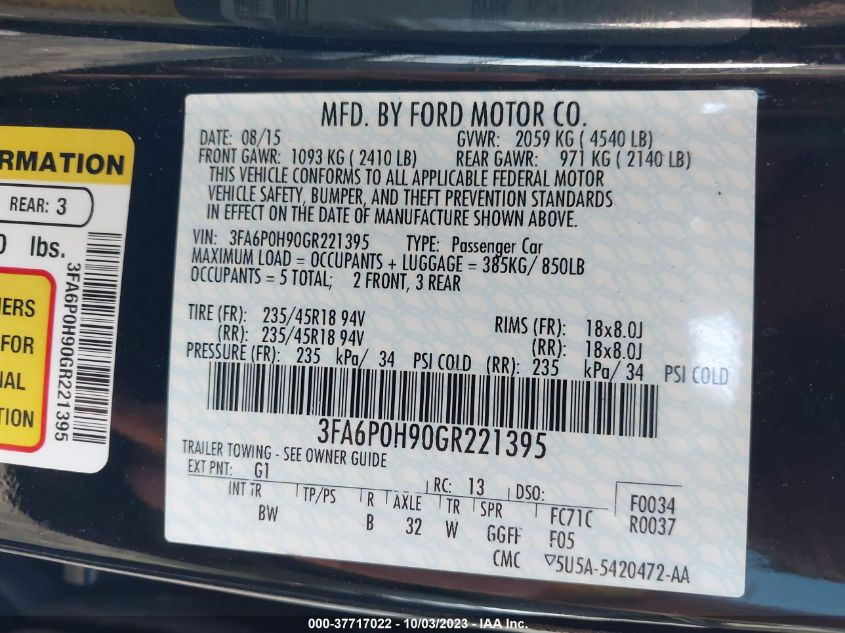 MFD. BY FORD MOTOR CO.
DATE: 08/15 GVWR: 2059 KG ( 4540 LB)
FRONT GAWR: 1093 KG ( 2410 LB) REAR GAWR: 971 KG ( 2140 LB)
THIS VEHICLE CONFORMS TO ALL APPLICABLE FEDERAL MOTOR
VEHICLE SAFETY, BUMPER, AND THEFT PREVENTION STANDARDS
IN EFFECT ON THE DATE OF MANUFACTURE SHOWN ABOVE.
VIN: 3FA6P0H90GR221395 TYPE: Passenger Car
MAXIMUM LOAD = OCCUPANTS + LUGGAGE = 385KG/ 850LB
OCCUPANTS = 5 TOTAL; 2 FRONT, 3 REAR
TIRE (FR): 235/45R18 94V RIMS (FR): 18x8.0J
(RR): 235/45R18 94V (RR): 18x8.0J
PRESSURE (FR): 235 kPa/ 34 PSI COLD (RR): 235 kPa/ 34 PSI COLD
3FA6P0H90GR221395
TRAILER TOWING - SEE OWNER GUIDE
EXT PNT: G1 RC: 13 DSO: F0034
INT TR TP/PS R AXLE TR SPR FC71C R0037
BW B 32 W GGFF F05
CMC ▽5U5A-5420472-AA
RMATION
REAR: 3
0 lbs.
3FA6P0H90GR221395
IERS
FOR
NAL
TION
000-37717022 - 10/03/2023 - IAA Inc.